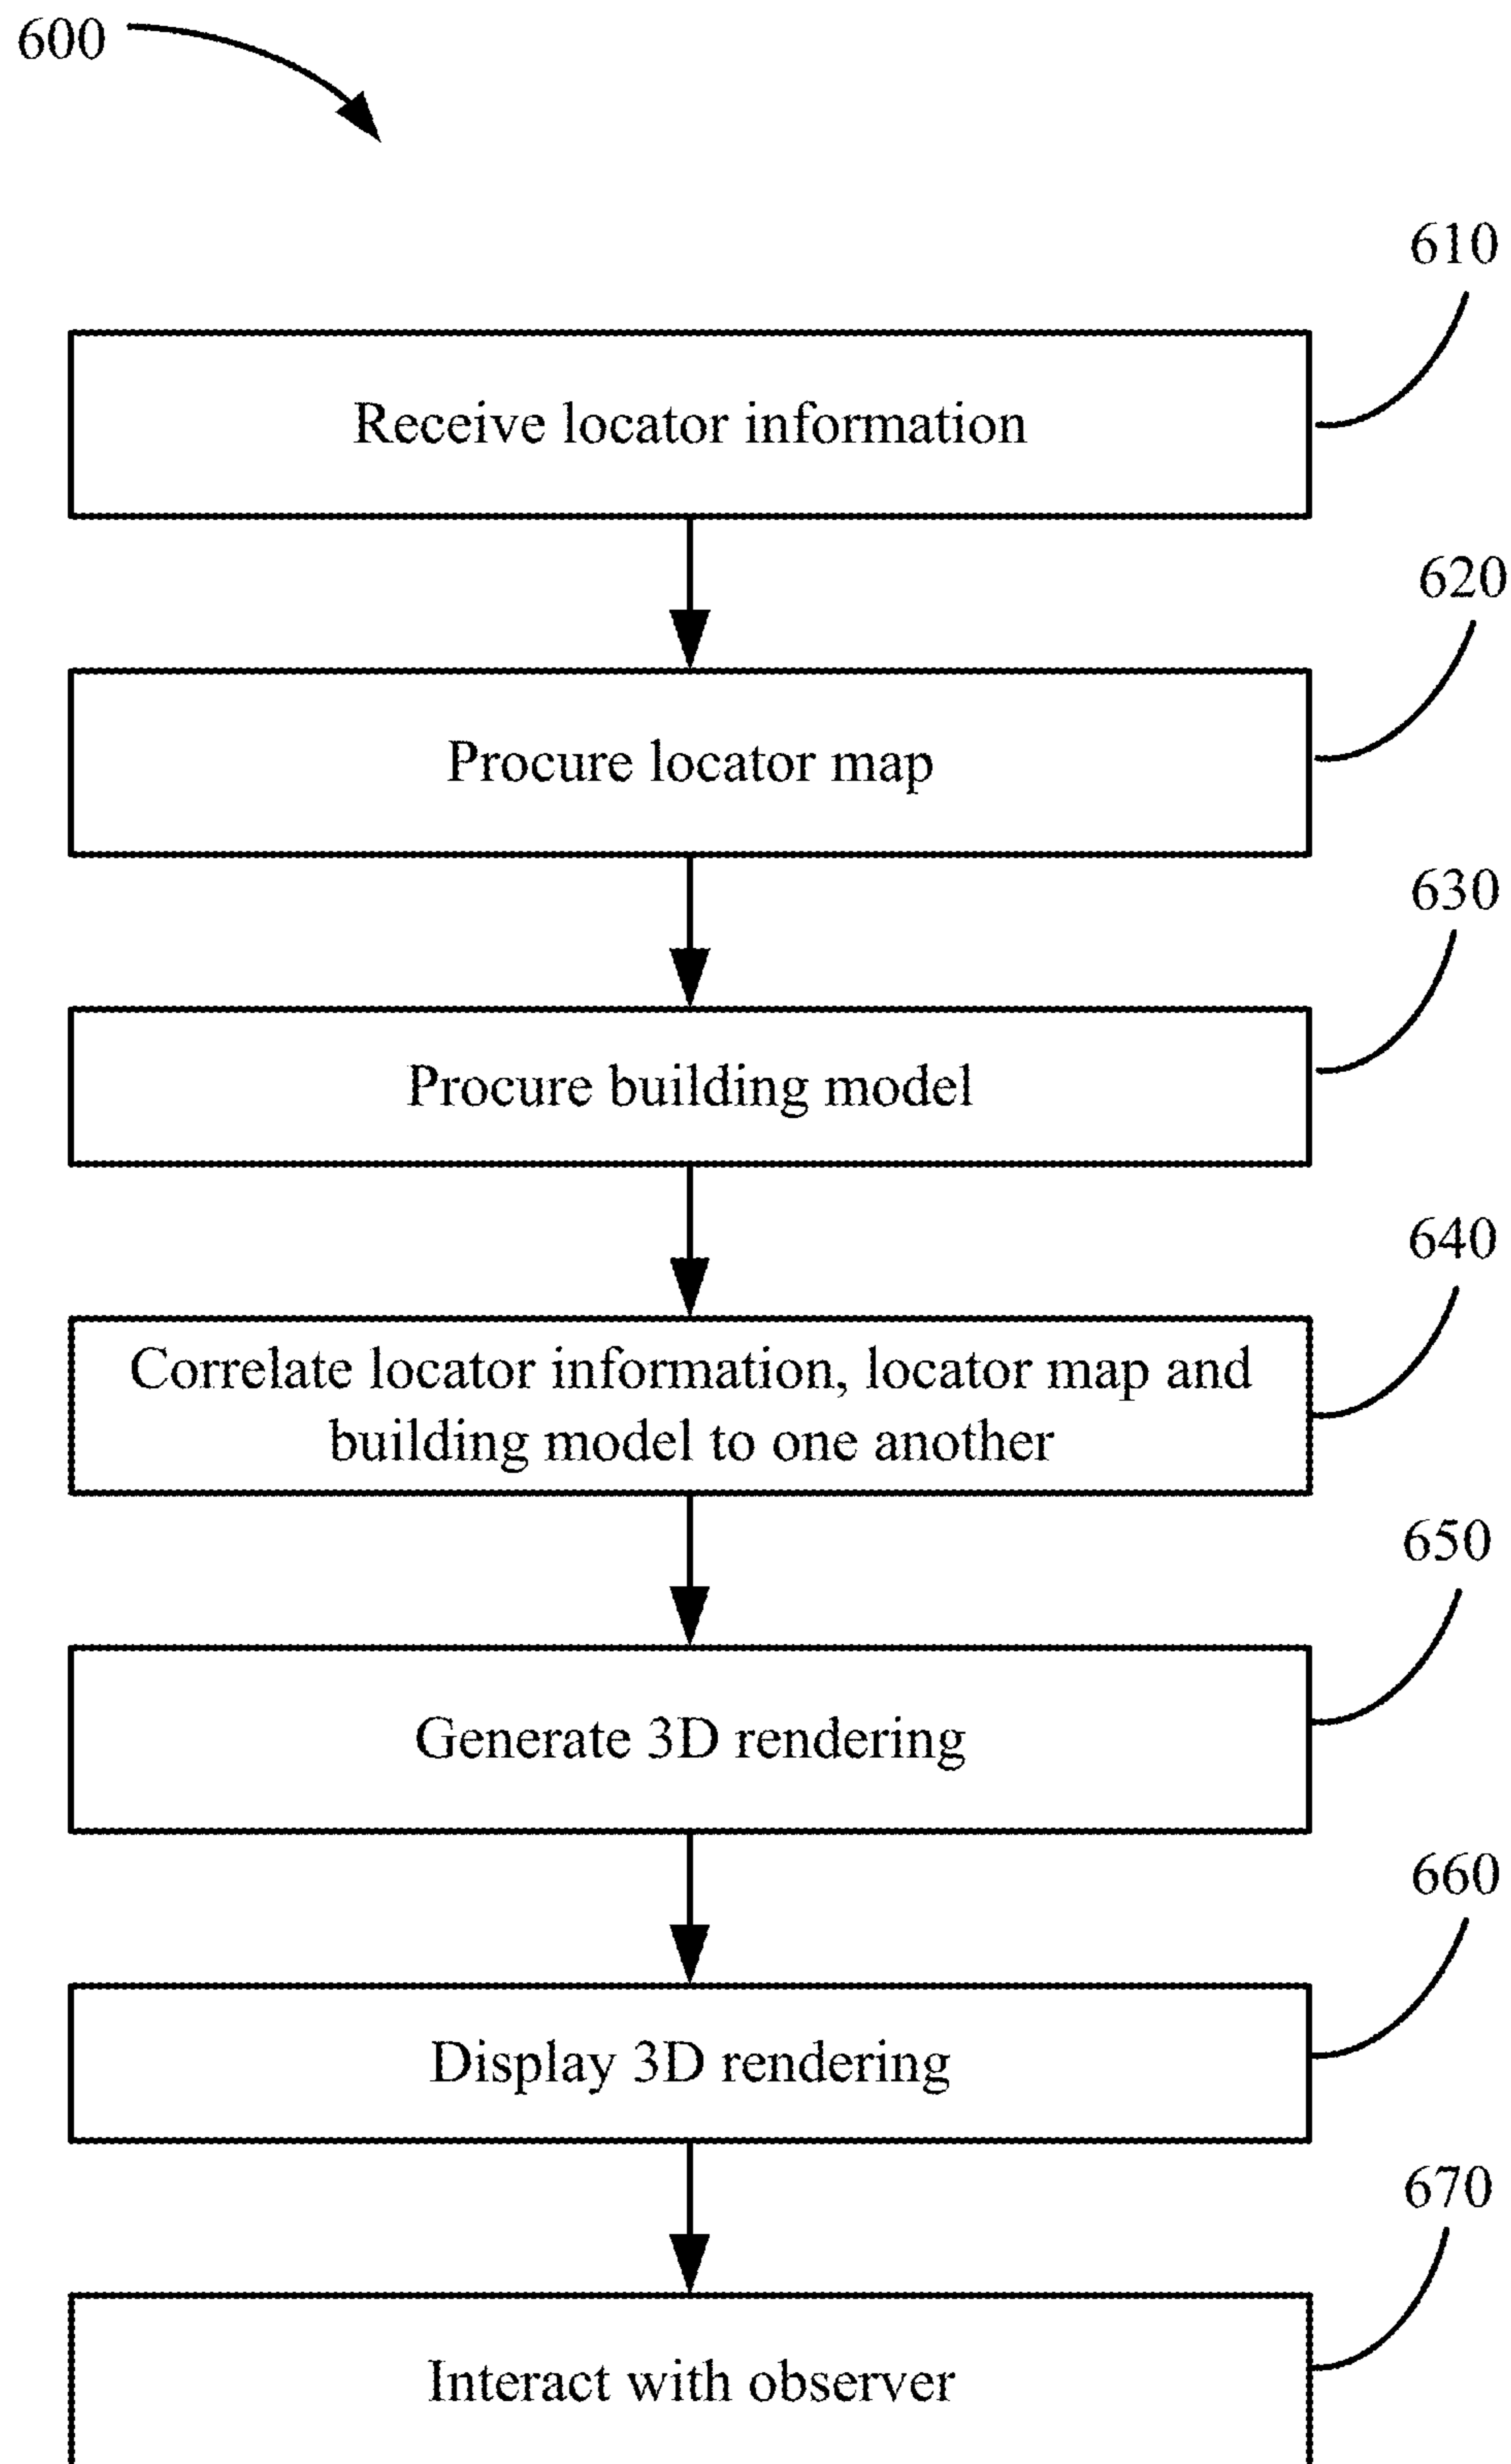 600
610
Receive locator information
620
Procure locator map
630
Procure building model
640
Correlate locator information, locator map and
building model to one another
650
Generate 3D rendering
660
Display 3D rendering
670
Interact with observer